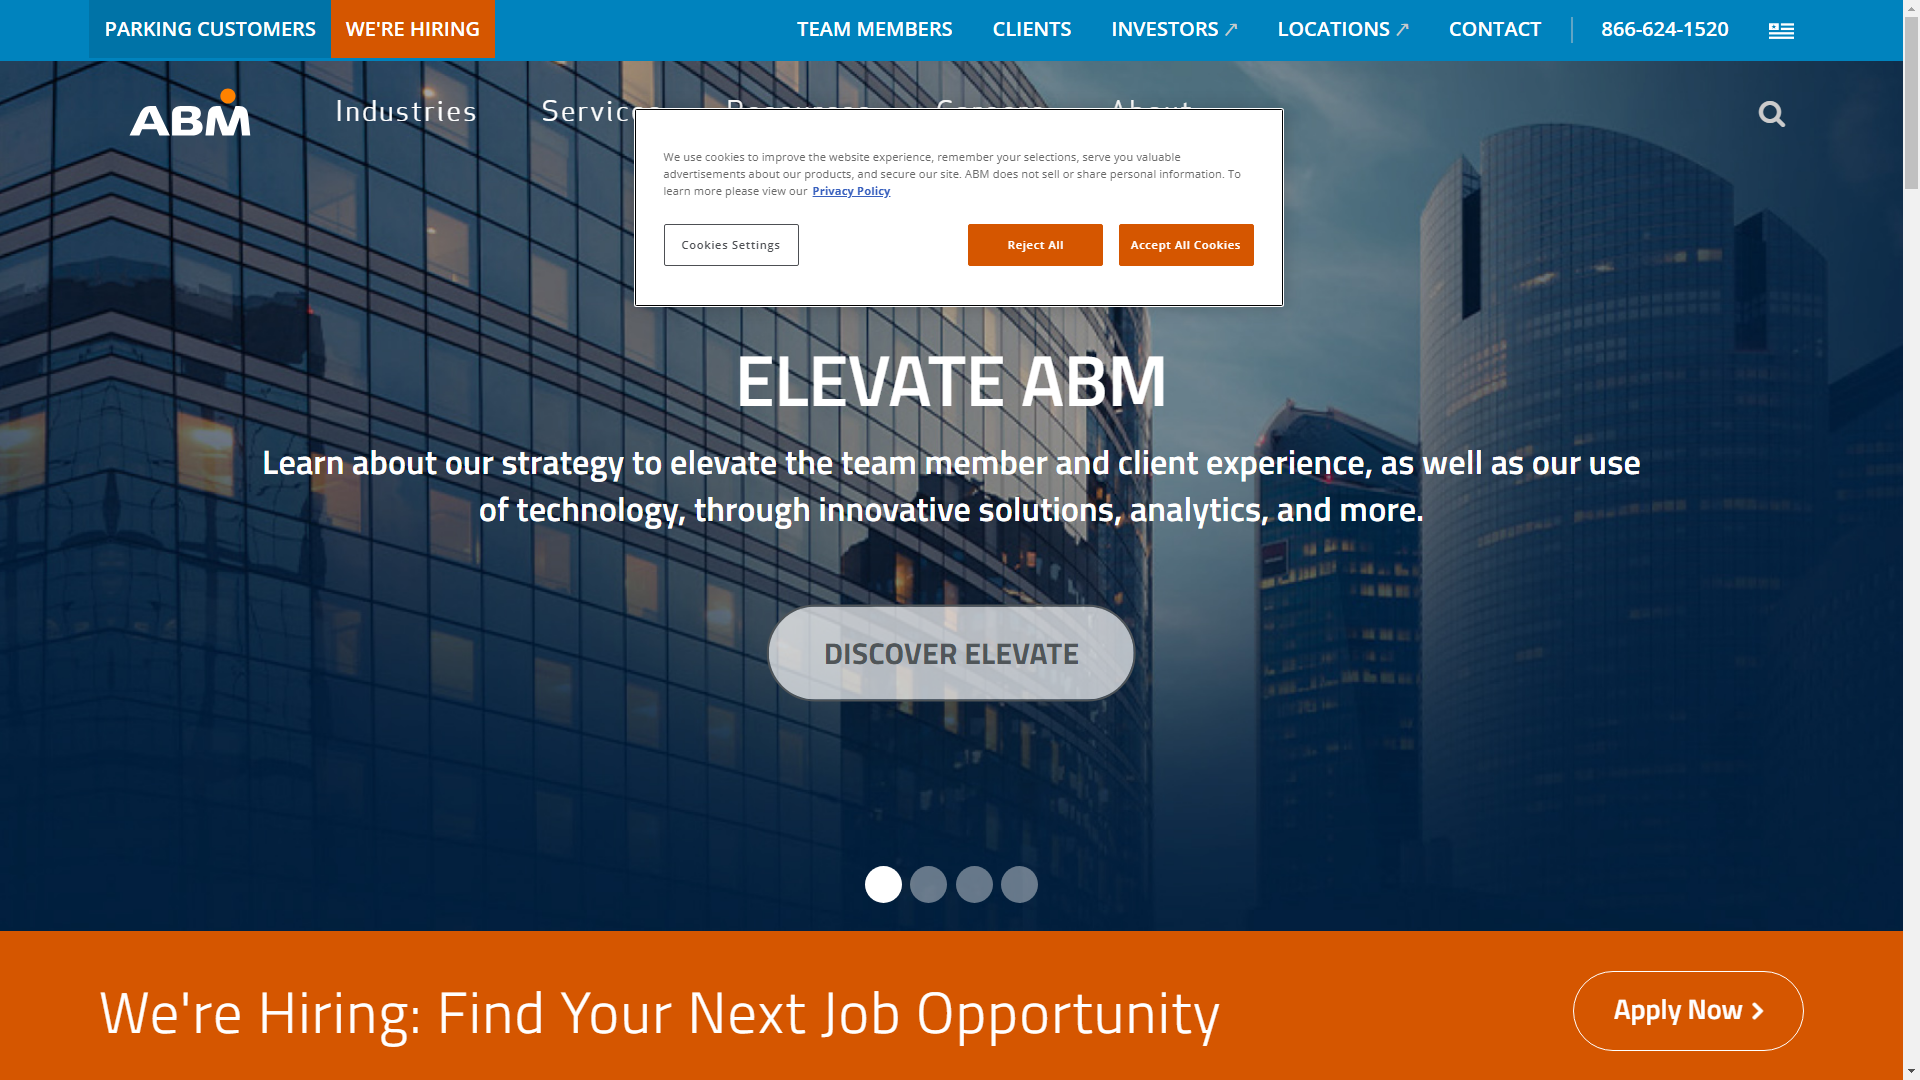 PARKING CUSTOMERS WE'RE HIRING TEAM MEMBERS CLIENTS INVESTORS LOCATIONS CONTACT 866-624-1520
ABM Industries
We use cookies to improve the website experience, remember your selections, serve you valuable
advertisements about our products, and secure our site. ABM does not sell or share personal information. To
learn more please view our Privacy Policy
Cookies Settings Reject All Accept All Cookies
ELEVATE ABM
Learn about our strategy to elevate the team member and client experience, as well as our use
of technology, through innovative solutions, analytics, and more.
DISCOVER ELEVATE
We're Hiring: Find Your Next Job Opportunity
Apply Now